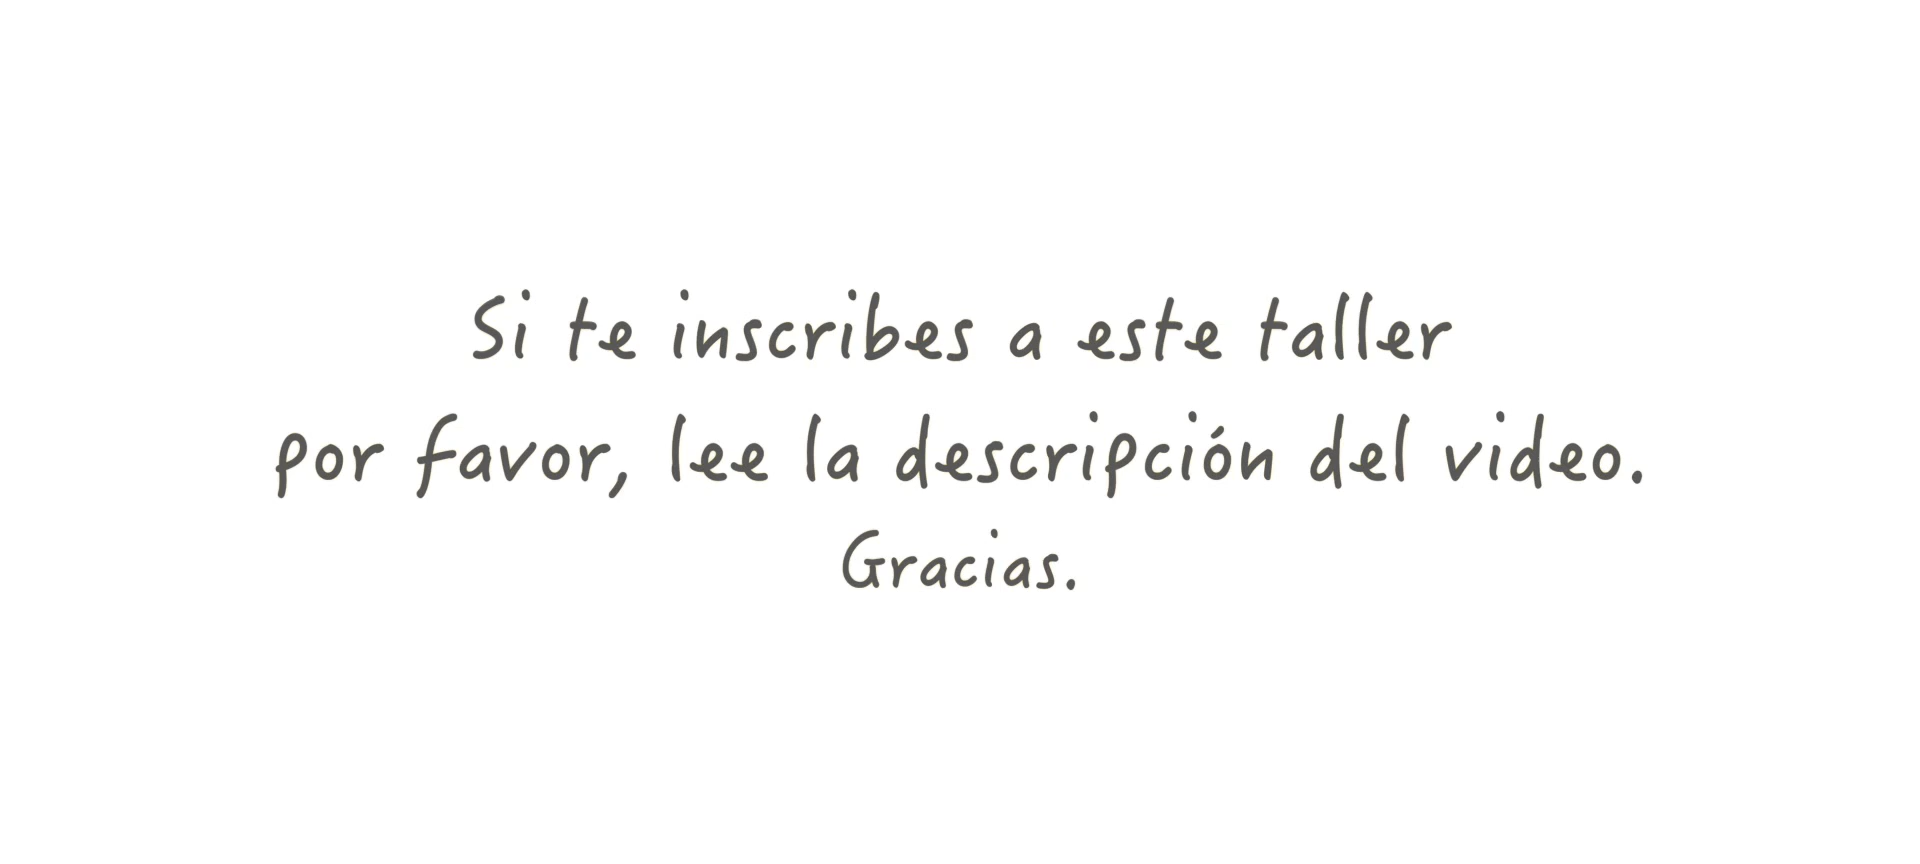 Si te inscribes a este taller
por favor, lee la descripción del video.
Gracias.